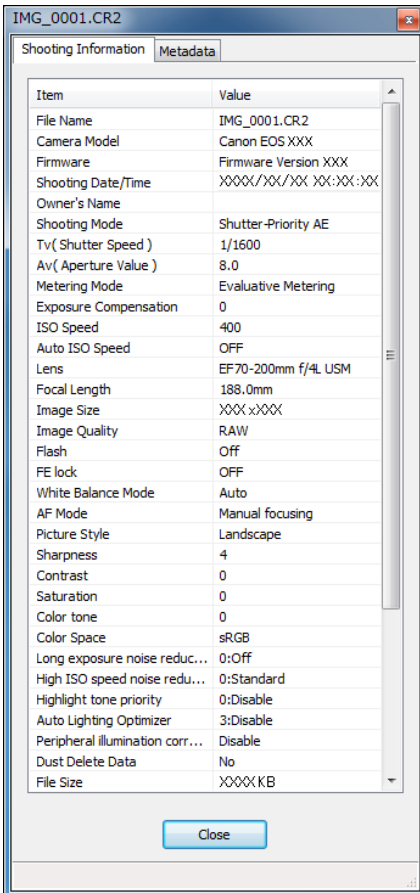 IMG_0001.CR2
Shooting Information Metadata
Item Value
File Name IMG_0001.CR2
Camera Model Canon EOS XXX
Firmware Firmware Version XXX
Shooting Date/Time XXXX/XX/XX XX:XX:XX
Owner's Name
Shooting Mode Shutter-Priority AE
Tv( Shutter Speed ) 1/1600
Av( Aperture Value ) 8.0
Metering Mode Evaluative Metering
Exposure Compensation 0
ISO Speed 400
Auto ISO Speed OFF
Lens EF70-200mm f/4L USM
Focal Length 188.0mm
Image Size XXX xXXX
Image Quality RAW
Flash Off
FE lock OFF
White Balance Mode Auto
AF Mode Manual focusing
Picture Style Landscape
Sharpness 4
Contrast 0
Saturation 0
Color tone 0
Color Space sRGB
Long exposure noise reduc... 0:Off
High ISO speed noise redu... 0:Standard
Highlight tone priority 0:Disable
Auto Lighting Optimizer 3:Disable
Peripheral illumination corr... Disable
Dust Delete Data No
File Size XXXXKB
Close